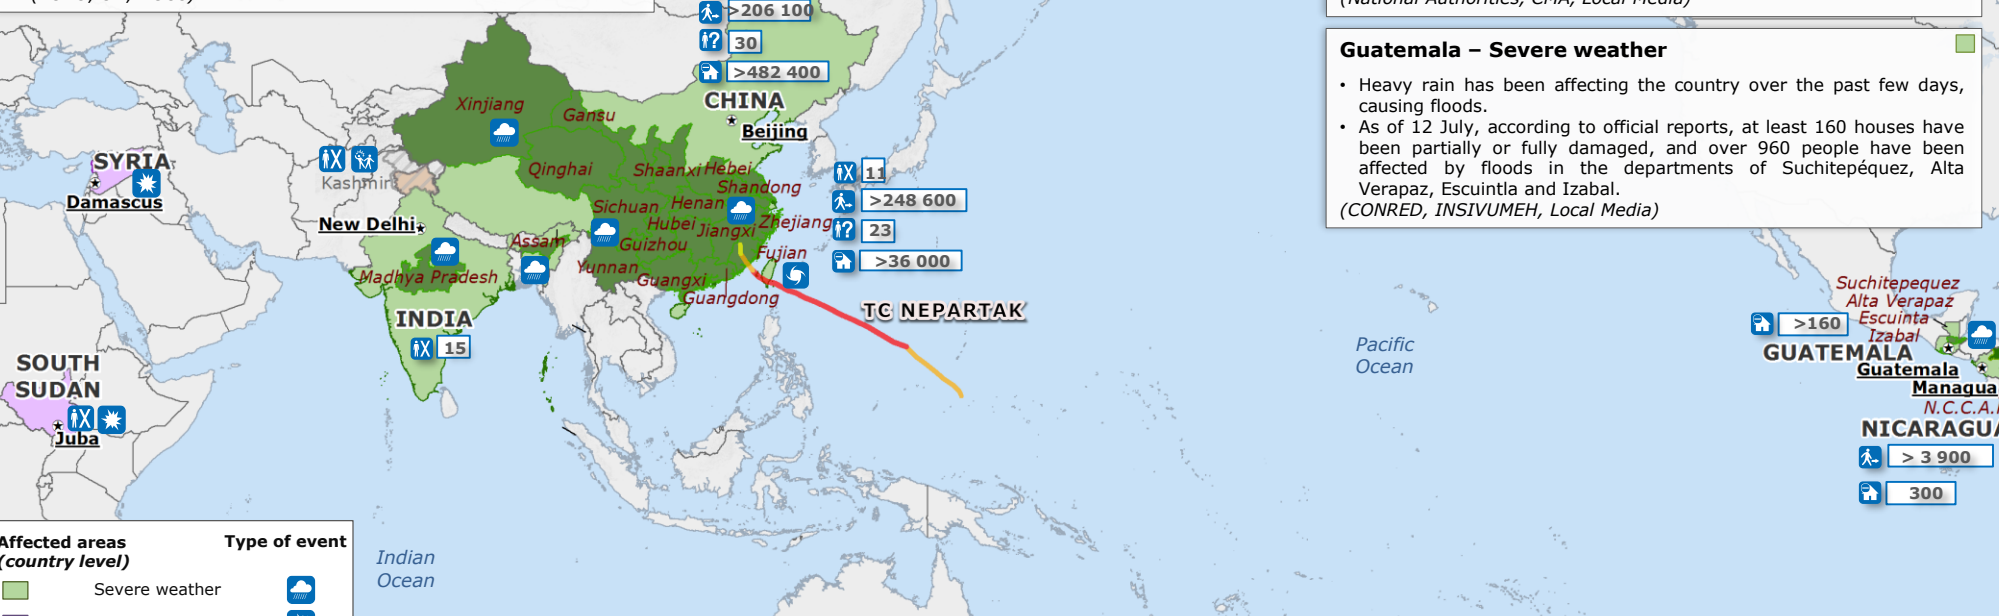 >206 100
30
>482 400
CHINA
Beijing
Xinjiang
Gansu
Qinghai
Shaanxi
Hebei
Shandong
Sichuan
Henan
Hubei
Jiangxi
Zhejiang
Guizhou
Fujian
Yunnan
Guangxi
Guangdong
11
>248 600
23
>36 000
TC NEPARTAK
SYRIA
Damascus
Kashmir
New Delhi
Assam
Madhya Pradesh
INDIA
15
SOUTH
SUDAN
Juba
Pacific
Ocean
Indian
Ocean
(National Authorities, CMA, Local Media)
Guatemala – Severe weather
• Heavy rain has been affecting the country over the past few days,
causing floods.
• As of 12 July, according to official reports, at least 160 houses have
been partially or fully damaged, and over 960 people have been
affected by floods in the departments of Suchitepéquez, Alta
Verapaz, Escuintla and Izabal.
(CONRED, INSIVUMEH, Local Media)
Suchitepequez
Alta Verapaz
Escuinta
Izabal
>160
GUATEMALA
Guatemala
Managua
N.C.C.A.
NICARAGUA
> 3 900
300
Affected areas
(country level)
Type of event
Severe weather